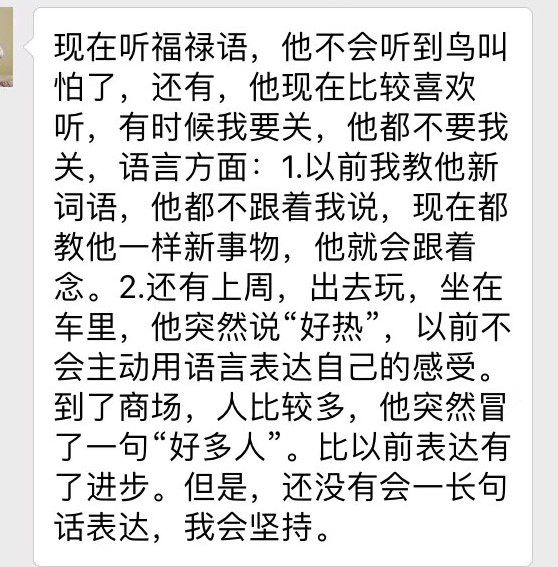 现在听福禄语，他不会听到鸟叫
怕了，还有，他现在比较喜欢
听，有时候我要关，他都不要我
关，语言方面：1.以前我教他新
词语，他都不跟着我说，现在都
教他一样新事物，他就会跟着
念。2.还有上周，出去玩，坐在
车里，他突然说“好热”，以前不
会主动用语言表达自己的感受。
到了商场，人比较多，他突然冒
了一句“好多人”。比以前表达有
了进步。但是，还没有会一长句
话表达，我会坚持。